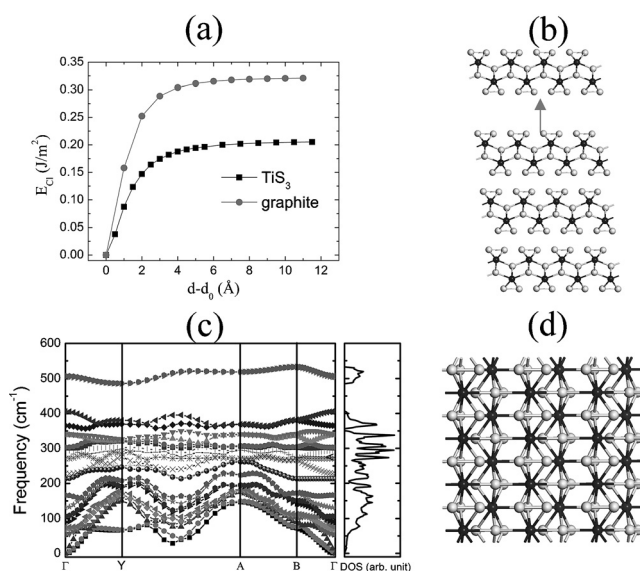 (a)
(b)
0.35
0.30
0.25
0.20
0.15
0.10
0.05
0.00
E_Cl (J/m²)
TiS₃
graphite
0 2 4 6 8 10 12
d-d₀ (Å)
(c)
(d)
600
500
400
300
200
100
0
Frequency (cm⁻¹)
Γ Y A B Γ DOS (arb. unit)